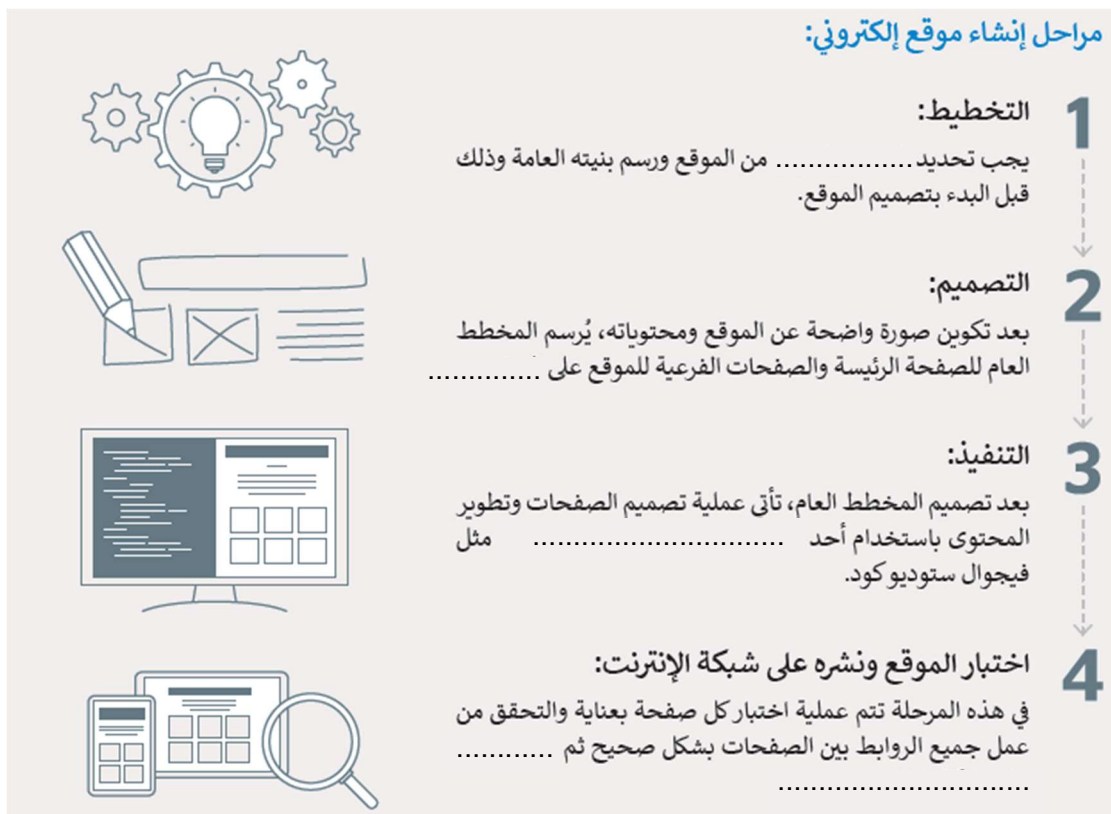 مراحل إنشاء موقع إلكتروني:
1
التخطيط:
يجب تحديد................. من الموقع ورسم بنيته العامة وذلك
قبل البدء بتصميم الموقع.
2
التصميم:
بعد تكوين صورة واضحة عن الموقع ومحتوياته، يُرسم المخطط
العام للصفحة الرئيسة والصفحات الفرعية للموقع على ..............
3
التنفيذ:
بعد تصميم المخطط العام، تأتي عملية تصميم الصفحات وتطوير
المحتوى باستخدام أحد ............................... مثل
فيجوال ستوديو كود.
4
اختبار الموقع ونشره على شبكة الإنترنت:
في هذه المرحلة تتم عملية اختبار كل صفحة بعناية والتحقق من
عمل جميع الروابط بين الصفحات بشكل صحيح ثم ............
...............................